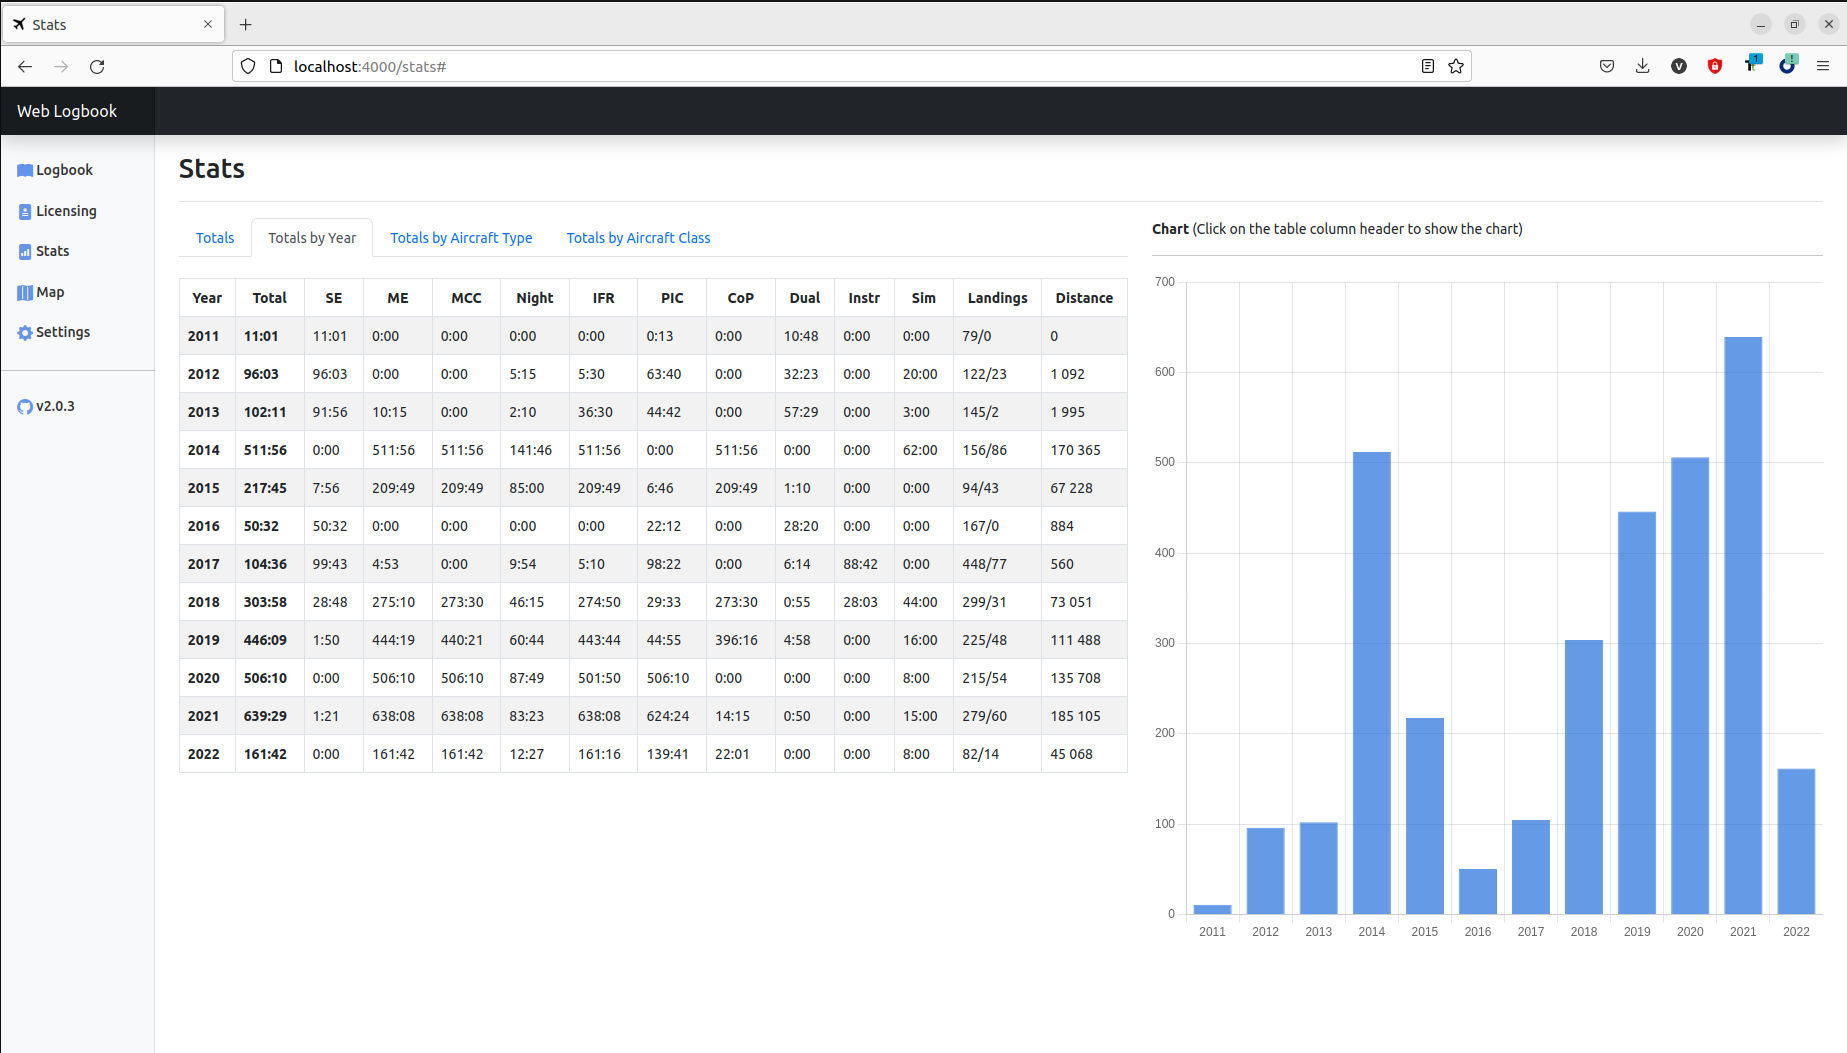 Stats
localhost:4000/stats#
V
1
!
Web Logbook
Logbook
Licensing
Stats
Map
Settings
v2.0.3
Stats
Totals Totals by Year Totals by Aircraft Type Totals by Aircraft Class
Year Total SE ME MCC Night IFR PIC CoP Dual Instr Sim Landings Distance
2011 11:01 11:01 0:00 0:00 0:00 0:00 0:13 0:00 10:48 0:00 0:00 79/0 0
2012 96:03 96:03 0:00 0:00 5:15 5:30 63:40 0:00 32:23 0:00 20:00 122/23 1 092
2013 102:11 91:56 10:15 0:00 2:10 36:30 44:42 0:00 57:29 0:00 3:00 145/2 1 995
2014 511:56 0:00 511:56 511:56 141:46 511:56 0:00 511:56 0:00 0:00 62:00 156/86 170 365
2015 217:45 7:56 209:49 209:49 85:00 209:49 6:46 209:49 1:10 0:00 0:00 94/43 67 228
2016 50:32 50:32 0:00 0:00 0:00 0:00 22:12 0:00 28:20 0:00 0:00 167/0 884
2017 104:36 99:43 4:53 0:00 9:54 5:10 98:22 0:00 6:14 88:42 0:00 448/77 560
2018 303:58 28:48 275:10 273:30 46:15 274:50 29:33 273:30 0:55 28:03 44:00 299/31 73 051
2019 446:09 1:50 444:19 440:21 60:44 443:44 44:55 396:16 4:58 0:00 16:00 225/48 111 488
2020 506:10 0:00 506:10 506:10 87:49 501:50 506:10 0:00 0:00 0:00 8:00 215/54 135 708
2021 639:29 1:21 638:08 638:08 83:23 638:08 624:24 14:15 0:50 0:00 15:00 279/60 185 105
2022 161:42 0:00 161:42 161:42 12:27 161:16 139:41 22:01 0:00 0:00 8:00 82/14 45 068
Chart (Click on the table column header to show the chart)
700
600
500
400
300
200
100
0
2011 2012 2013 2014 2015 2016 2017 2018 2019 2020 2021 2022